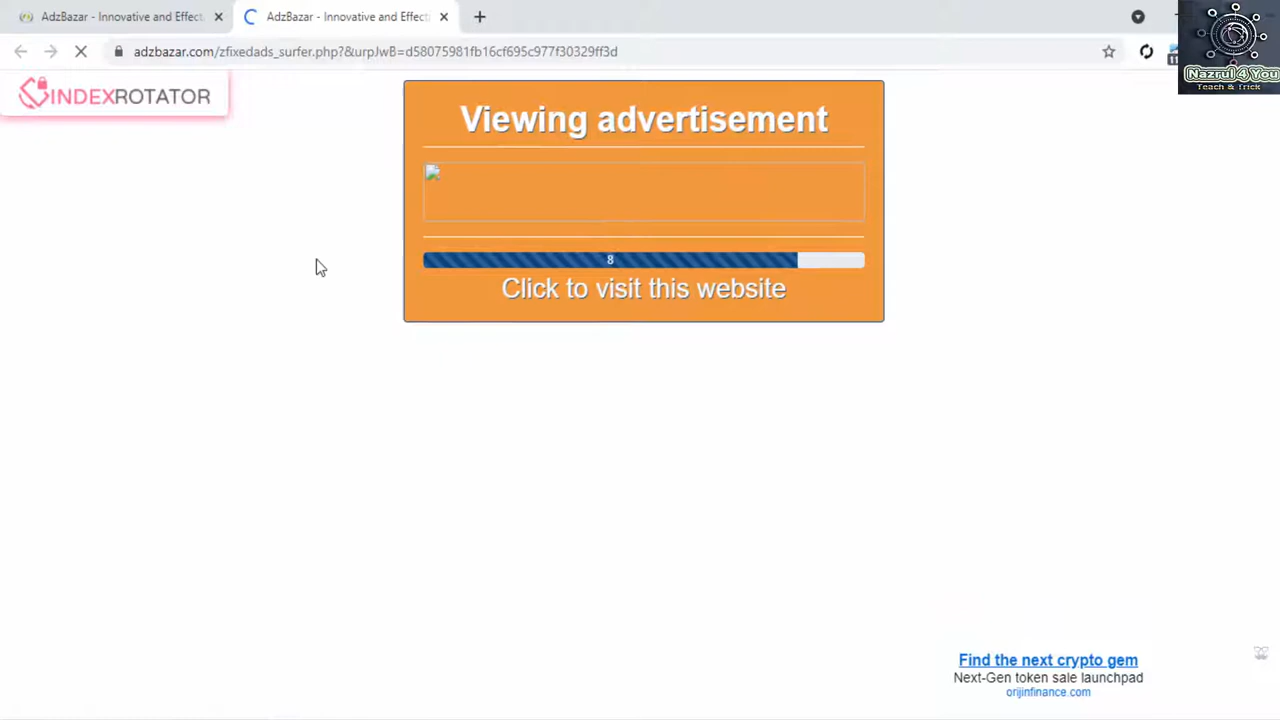 AdzBazar - Innovative and Effect
AdzBazar - Innovative and Effect
adzbazar.com/zfixedads_surfer.php?&urpJwB=d58075981fb16cf695c977f30329ff3d
Nazrul 4 You
Teach & Trick
INDEXROTATOR
Viewing advertisement
8
Click to visit this website
Find the next crypto gem
Next-Gen token sale launchpad
orijinfinance.com